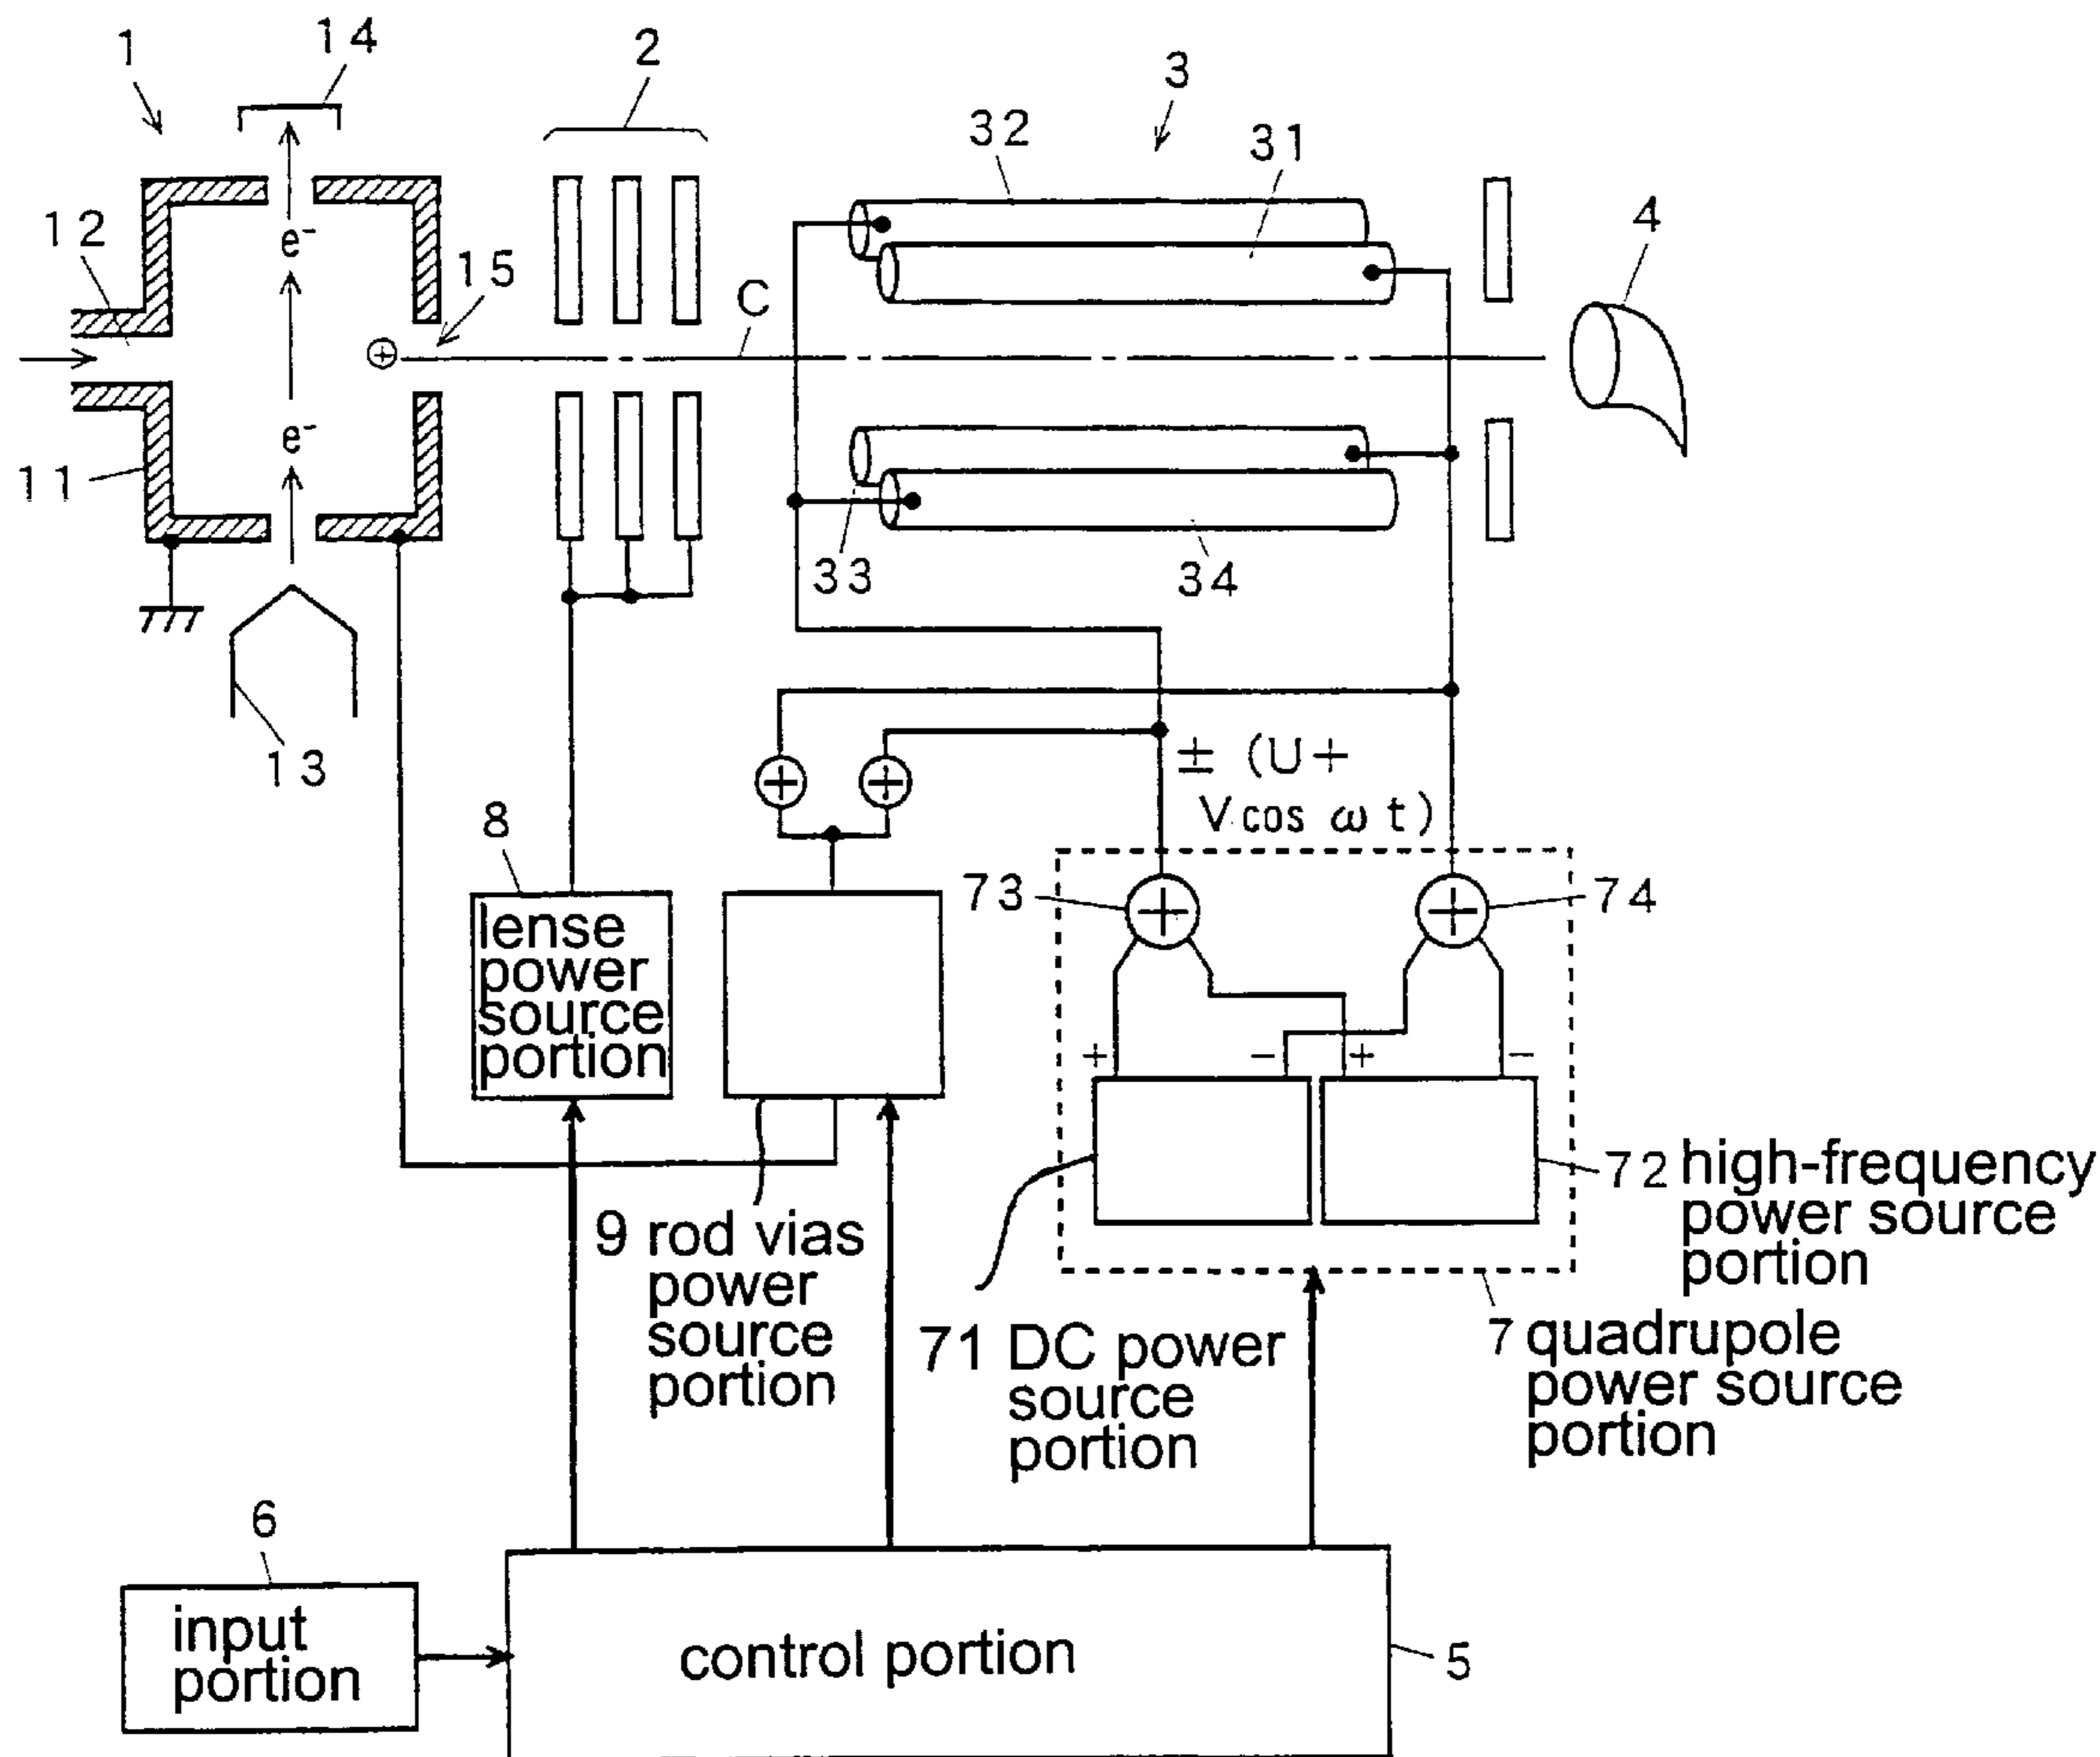 1
14
2
3
32
31
12
15
C
4
e-
e-
11
33
34
13
± (U+
V cos ω t)
8
73
74
lense
power
source
portion
+
-
+
-
72 high-frequency
power source
portion
9 rod vias
power
source
portion
71 DC power
source
portion
7 quadrupole
power source
portion
6
input
portion
control portion
5